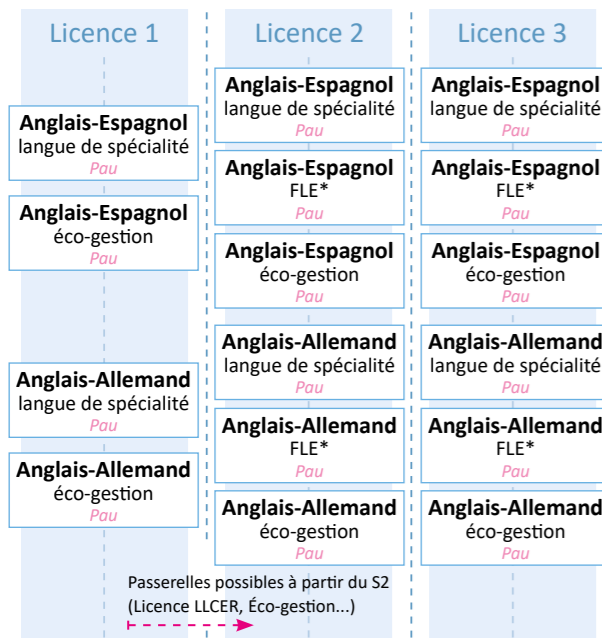 Licence 1
Anglais-Espagnol
langue de spécialité
Pau
Anglais-Espagnol
éco-gestion
Pau
Anglais-Allemand
langue de spécialité
Pau
Anglais-Allemand
éco-gestion
Pau
Licence 2
Anglais-Espagnol
langue de spécialité
Pau
Anglais-Espagnol
FLE*
Pau
Anglais-Espagnol
éco-gestion
Pau
Anglais-Allemand
langue de spécialité
Pau
Anglais-Allemand
FLE*
Pau
Anglais-Allemand
éco-gestion
Pau
Licence 3
Anglais-Espagnol
langue de spécialité
Pau
Anglais-Espagnol
FLE*
Pau
Anglais-Espagnol
éco-gestion
Pau
Anglais-Allemand
langue de spécialité
Pau
Anglais-Allemand
FLE*
Pau
Anglais-Allemand
éco-gestion
Pau
Passerelles possibles à partir du S2
(Licence LLCER, Éco-gestion...)